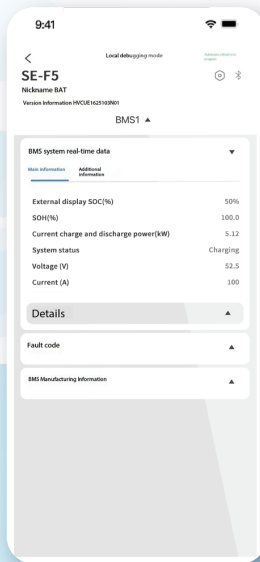 9:41
Local debugging mode
SE-F5
Nickname BAT
Version Information HVCUE1625103N01
BMS1 ▲
BMS system real-time data ▼
Main information
Additional
information
External display SOC(%) 50%
SOH(%) 100.0
Current charge and discharge power(kW) 5.12
System status Charging
Voltage (V) 52.5
Current (A) 100
Details ▲
Fault code ▲
BMS Manufacturing Information ▲